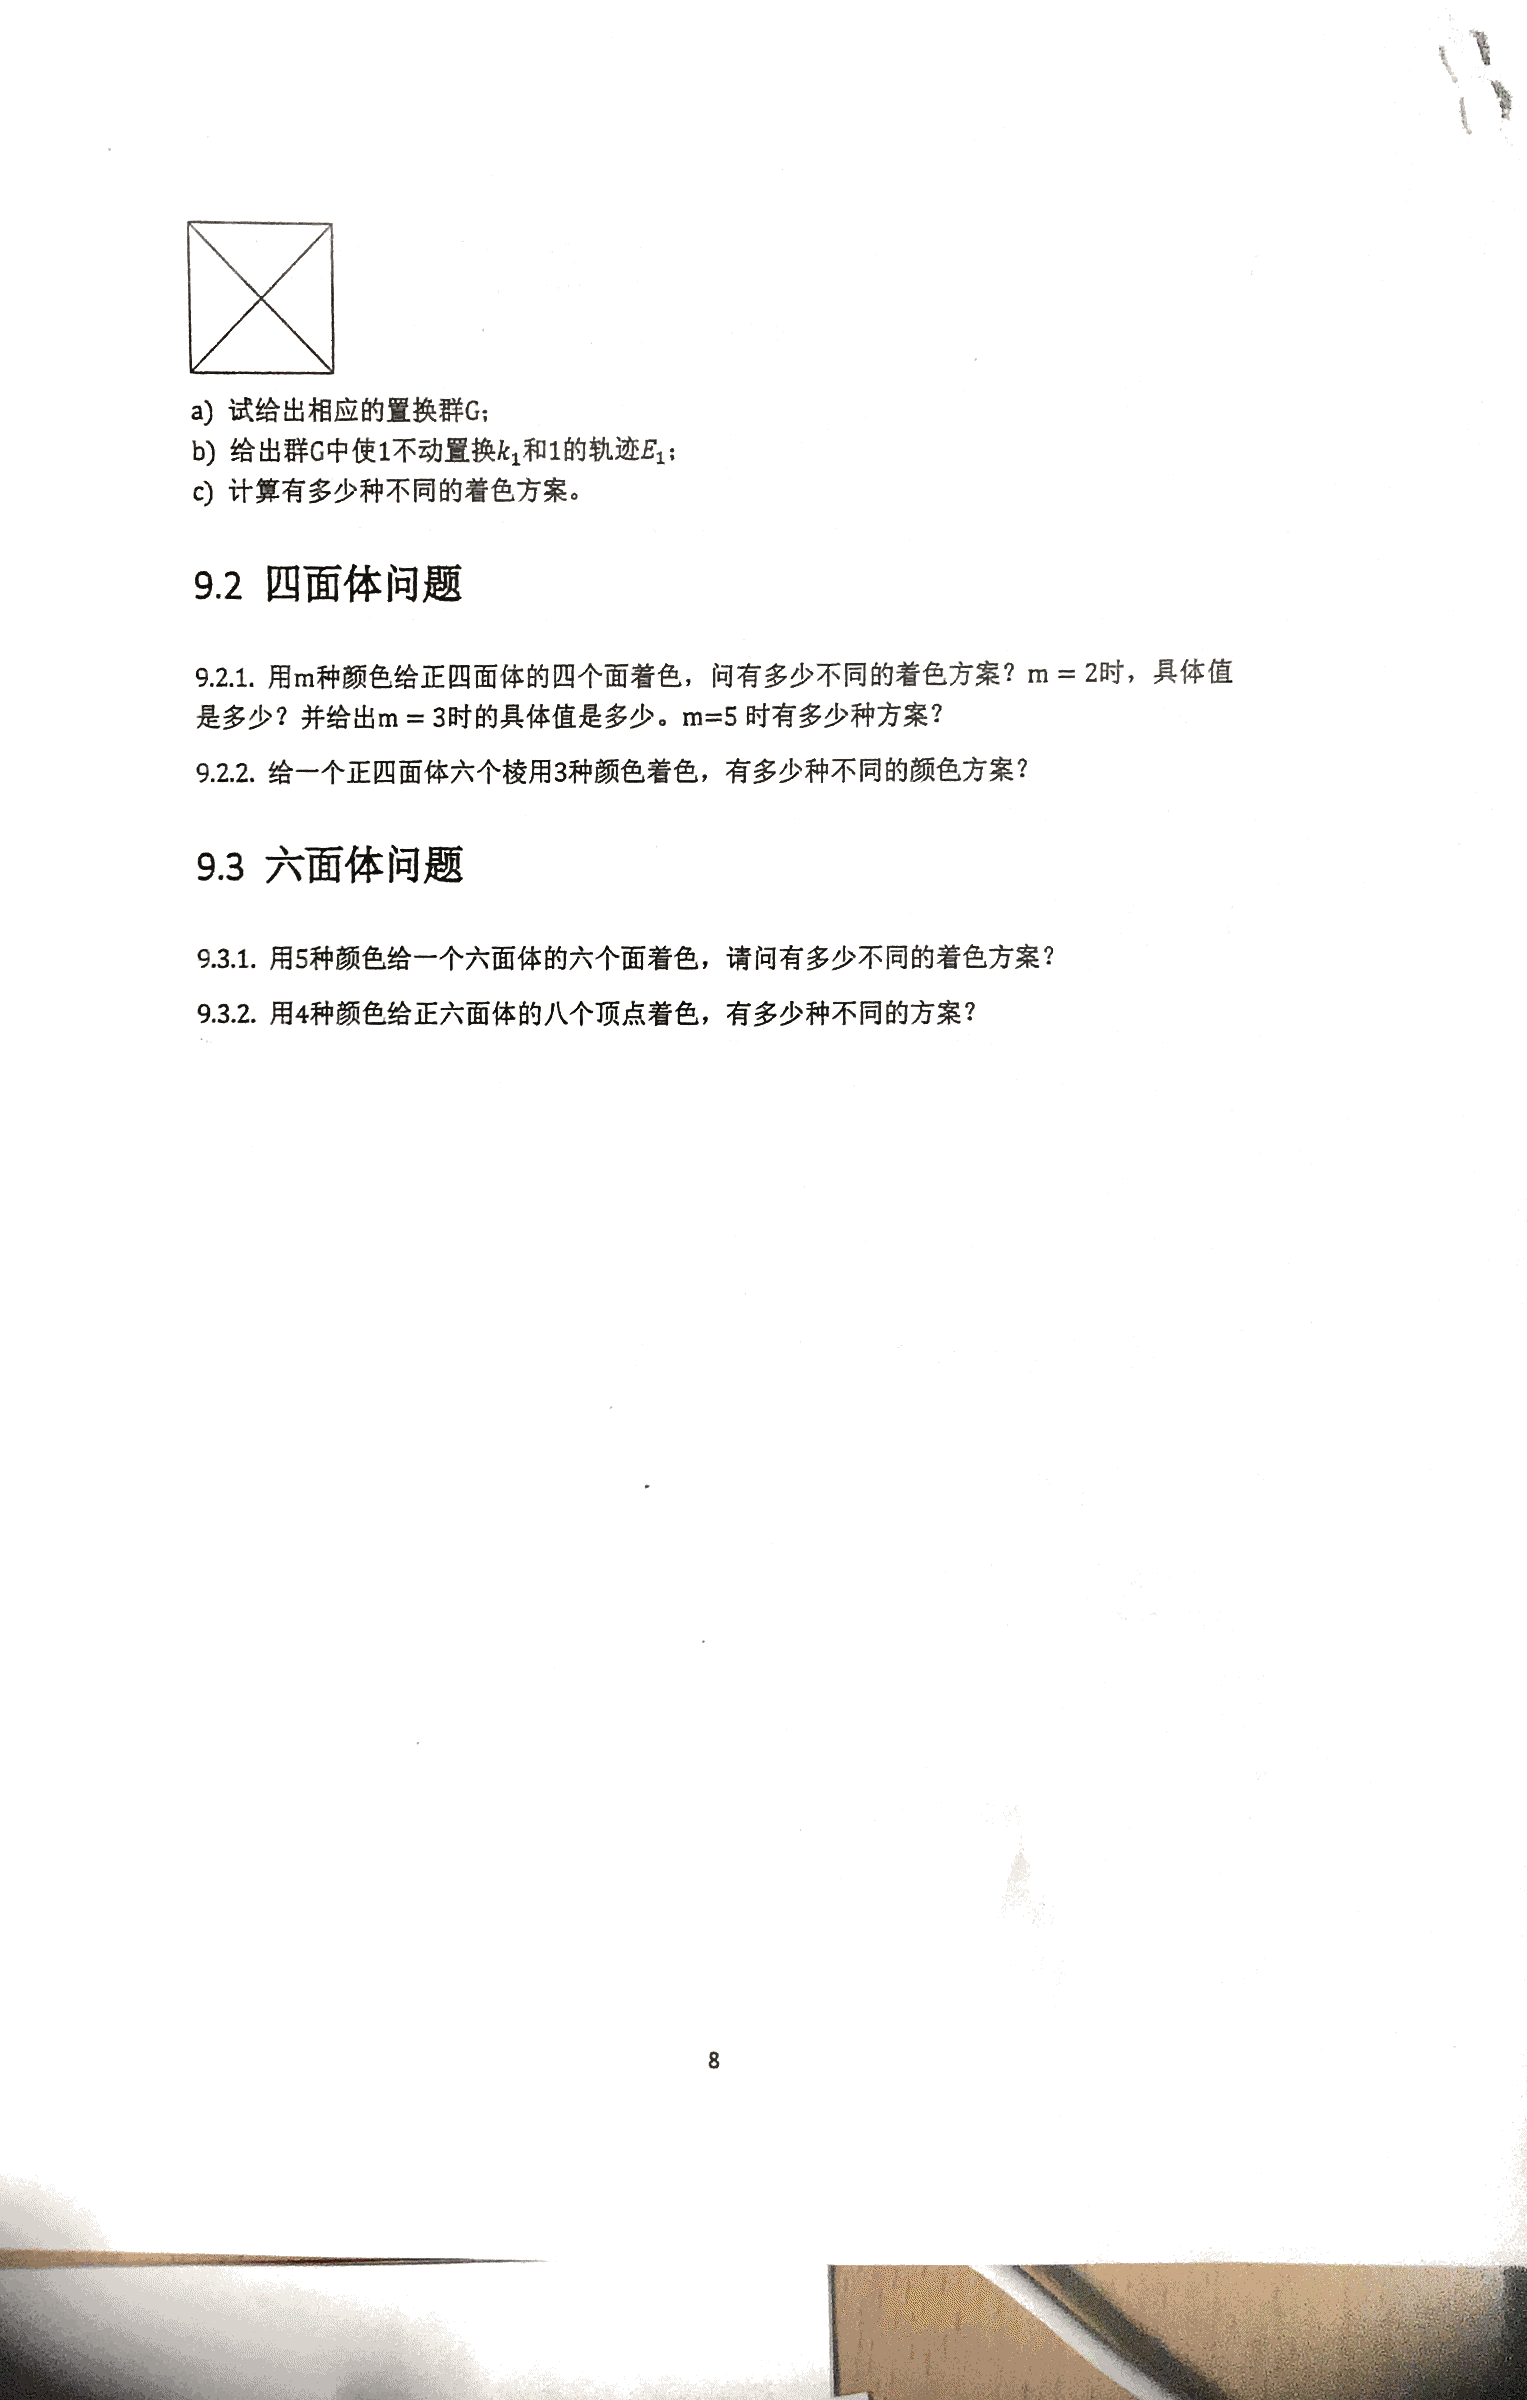 a) 试给出相应的置换群G;
b) 给出群G中使1不动置换k₁和1的轨迹E₁;
c) 计算有多少种不同的着色方案。
9.2 四面体问题
9.2.1. 用m种颜色给正四面体的四个面着色，问有多少不同的着色方案？m = 2时，具体值
是多少？并给出m = 3时的具体值是多少。m=5 时有多少种方案？
9.2.2. 给一个正四面体六个棱用3种颜色着色，有多少种不同的颜色方案？
9.3 六面体问题
9.3.1. 用5种颜色给一个六面体的六个面着色，请问有多少不同的着色方案？
9.3.2. 用4种颜色给正六面体的八个顶点着色，有多少种不同的方案？
8